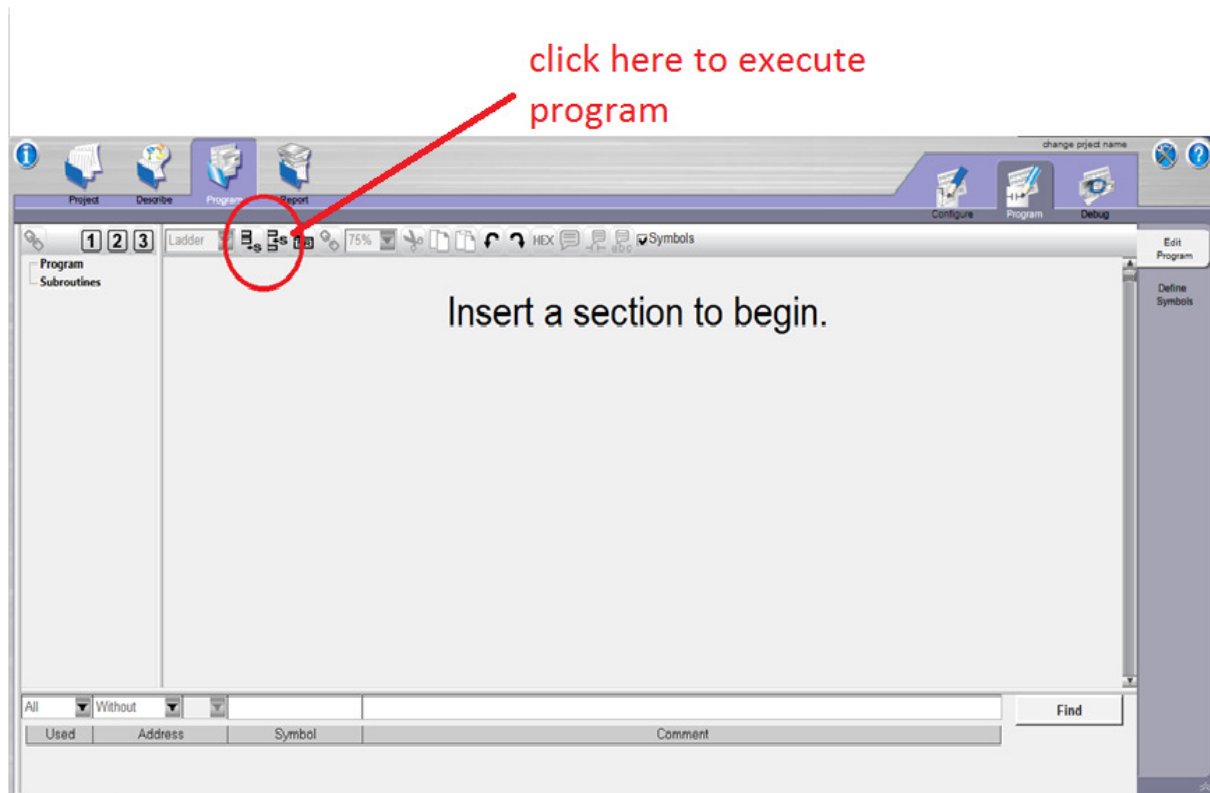 click here to execute
program
change prject name
Project Describe Program Report
Configure Program Debug
1 2 3 Ladder 75% HEX Symbols
Edit
Program
Define
Symbols
Program
Subroutines
Insert a section to begin.
All Without Find
Used Address Symbol Comment